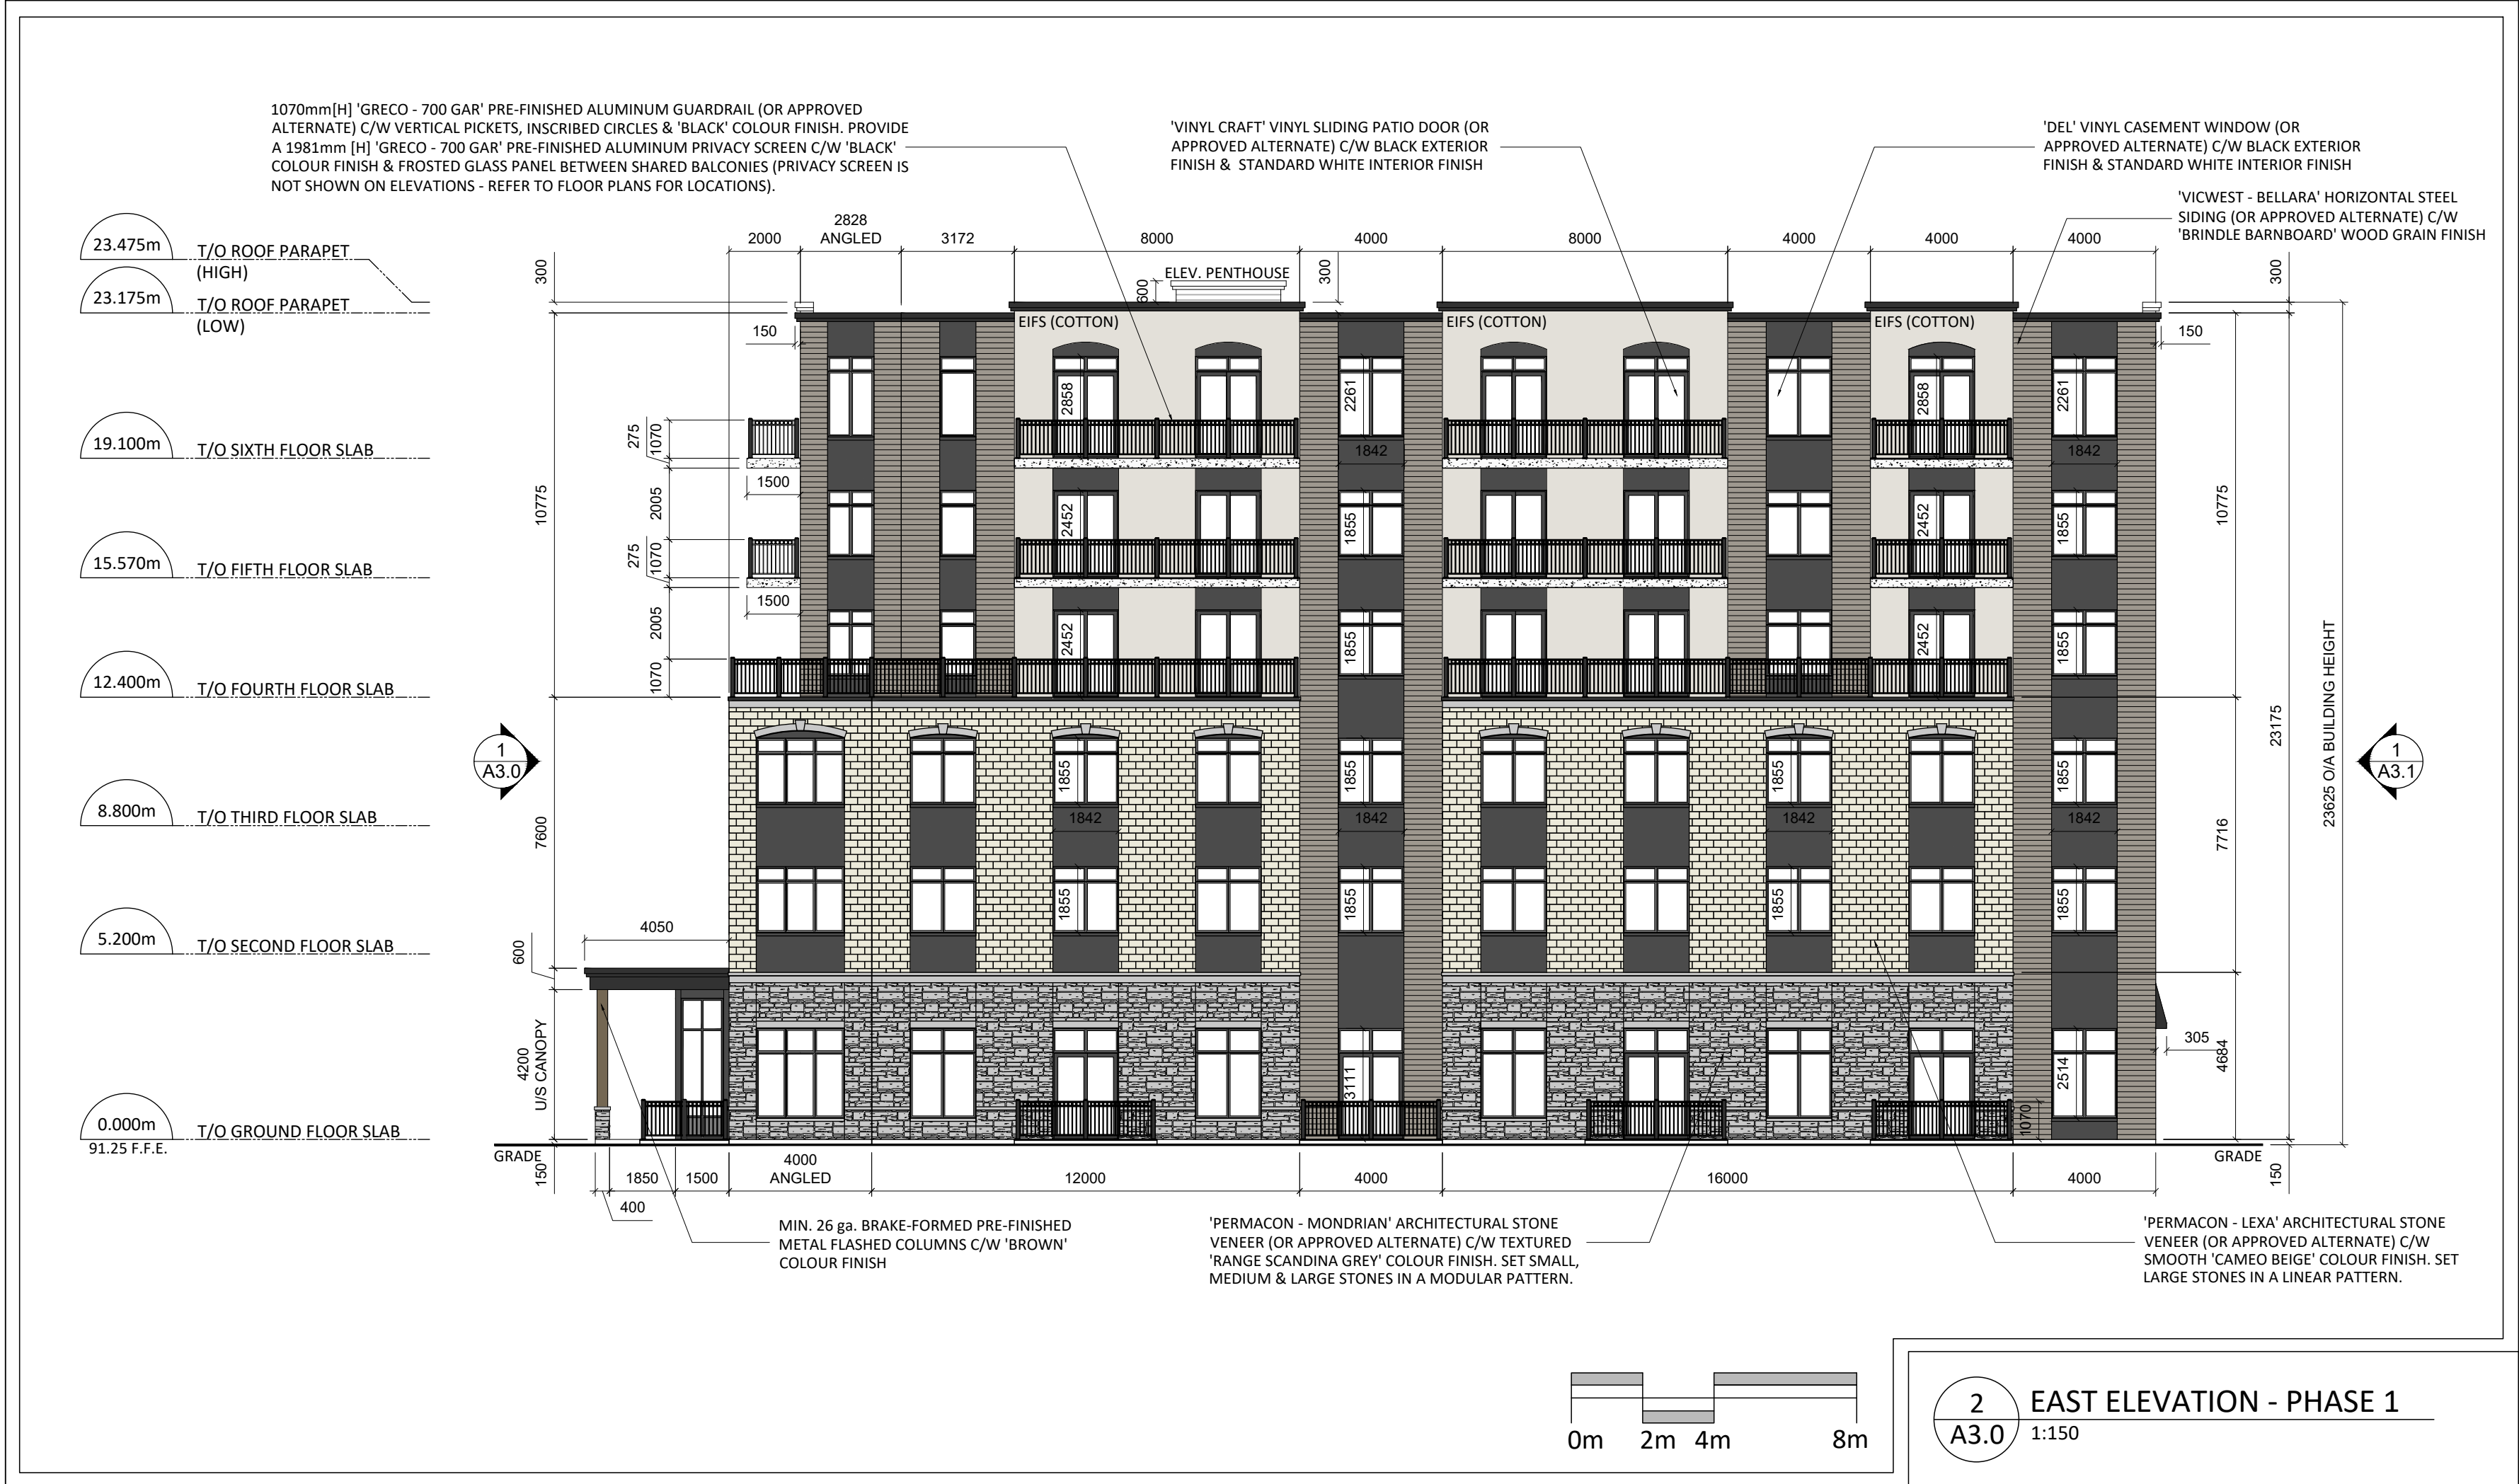 1070mm[H] 'GRECO - 700 GAR' PRE-FINISHED ALUMINUM GUARDRAIL (OR APPROVED
ALTERNATE) C/W VERTICAL PICKETS, INSCRIBED CIRCLES & 'BLACK' COLOUR FINISH. PROVIDE
A 1981mm [H] 'GRECO - 700 GAR' PRE-FINISHED ALUMINUM PRIVACY SCREEN C/W 'BLACK'
COLOUR FINISH & FROSTED GLASS PANEL BETWEEN SHARED BALCONIES (PRIVACY SCREEN IS
NOT SHOWN ON ELEVATIONS - REFER TO FLOOR PLANS FOR LOCATIONS).
'VINYL CRAFT' VINYL SLIDING PATIO DOOR (OR
APPROVED ALTERNATE) C/W BLACK EXTERIOR
FINISH & STANDARD WHITE INTERIOR FINISH
'DEL' VINYL CASEMENT WINDOW (OR
APPROVED ALTERNATE) C/W BLACK EXTERIOR
FINISH & STANDARD WHITE INTERIOR FINISH
'VICWEST - BELLARA' HORIZONTAL STEEL
SIDING (OR APPROVED ALTERNATE) C/W
'BRINDLE BARNBOARD' WOOD GRAIN FINISH
2000
2828
ANGLED
3172
8000
4000
8000
4000
4000
4000
23.475m
T/O ROOF PARAPET
(HIGH)
23.175m
T/O ROOF PARAPET
(LOW)
19.100m
T/O SIXTH FLOOR SLAB
15.570m
T/O FIFTH FLOOR SLAB
12.400m
T/O FOURTH FLOOR SLAB
8.800m
T/O THIRD FLOOR SLAB
5.200m
T/O SECOND FLOOR SLAB
0.000m
T/O GROUND FLOOR SLAB
91.25 F.F.E.
300
600
ELEV. PENTHOUSE
300
300
EIFS (COTTON)
EIFS (COTTON)
EIFS (COTTON)
150
150
2858
2261
2858
2261
275
1070
1842
1842
1500
10775
2005
2452
1855
2452
1855
10775
275
1070
1500
2005
2452
1855
2452
1855
1070
1
A3.0
1
A3.1
1855
1855
1855
1855
1855
1842
1842
1842
1842
7600
7716
23175
23625 O/A BUILDING HEIGHT
1855
1855
1855
1855
4050
600
4200
U/S CANOPY
3111
2514
1070
305
4684
GRADE
GRADE
150
150
400
1850
1500
4000
ANGLED
12000
4000
16000
4000
MIN. 26 ga. BRAKE-FORMED PRE-FINISHED
METAL FLASHED COLUMNS C/W 'BROWN'
COLOUR FINISH
'PERMACON - MONDRIAN' ARCHITECTURAL STONE
VENEER (OR APPROVED ALTERNATE) C/W TEXTURED
'RANGE SCANDINA GREY' COLOUR FINISH. SET SMALL,
MEDIUM & LARGE STONES IN A MODULAR PATTERN.
'PERMACON - LEXA' ARCHITECTURAL STONE
VENEER (OR APPROVED ALTERNATE) C/W
SMOOTH 'CAMEO BEIGE' COLOUR FINISH. SET
LARGE STONES IN A LINEAR PATTERN.
0m
2m
4m
8m
2
A3.0
EAST ELEVATION - PHASE 1
1:150